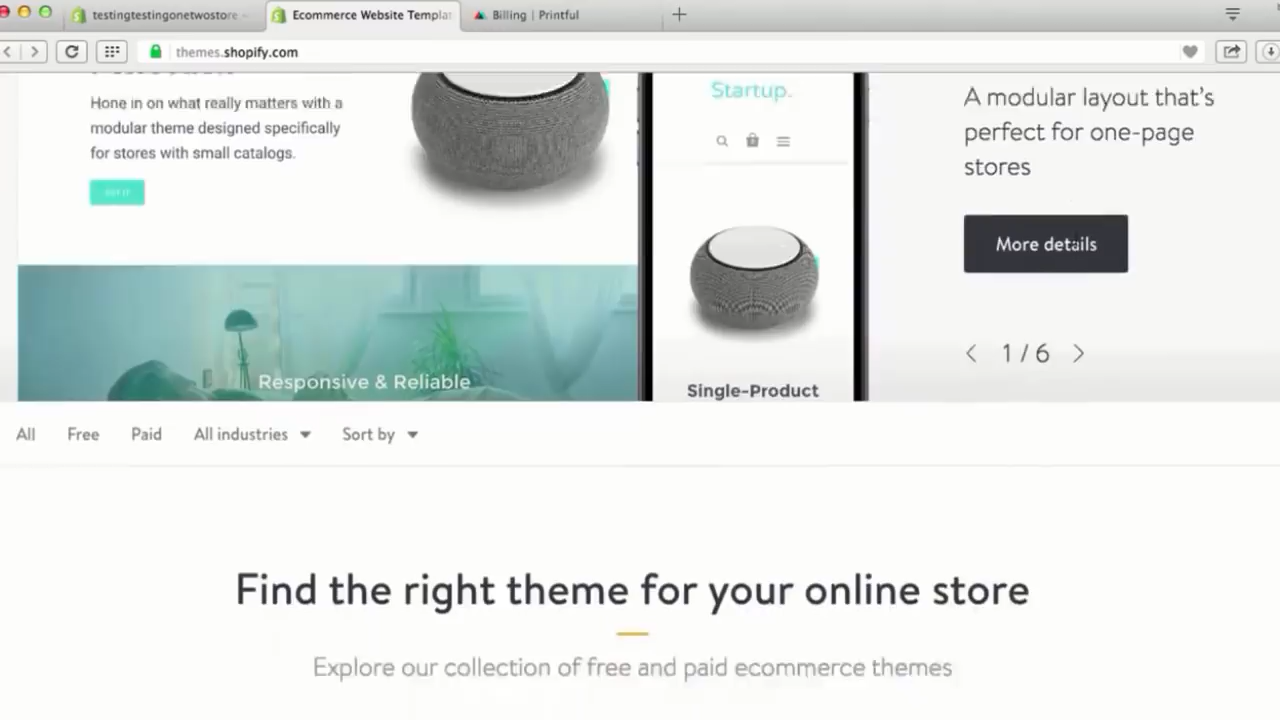 testingtestingonetwostore
Ecommerce Website Templa
Billing | Printful
themes.shopify.com
Hone in on what really matters with a
modular theme designed specifically
for stores with small catalogs.
Responsive & Reliable
Startup.
Single-Product
A modular layout that's
perfect for one-page
stores
More details
1 / 6
All
Free
Paid
All industries
Sort by
Find the right theme for your online store
Explore our collection of free and paid ecommerce themes